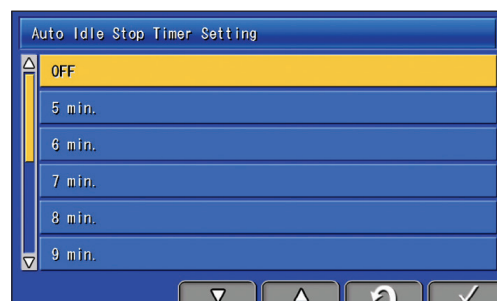 Auto Idle Stop Timer Setting
OFF
5 min.
6 min.
7 min.
8 min.
9 min.